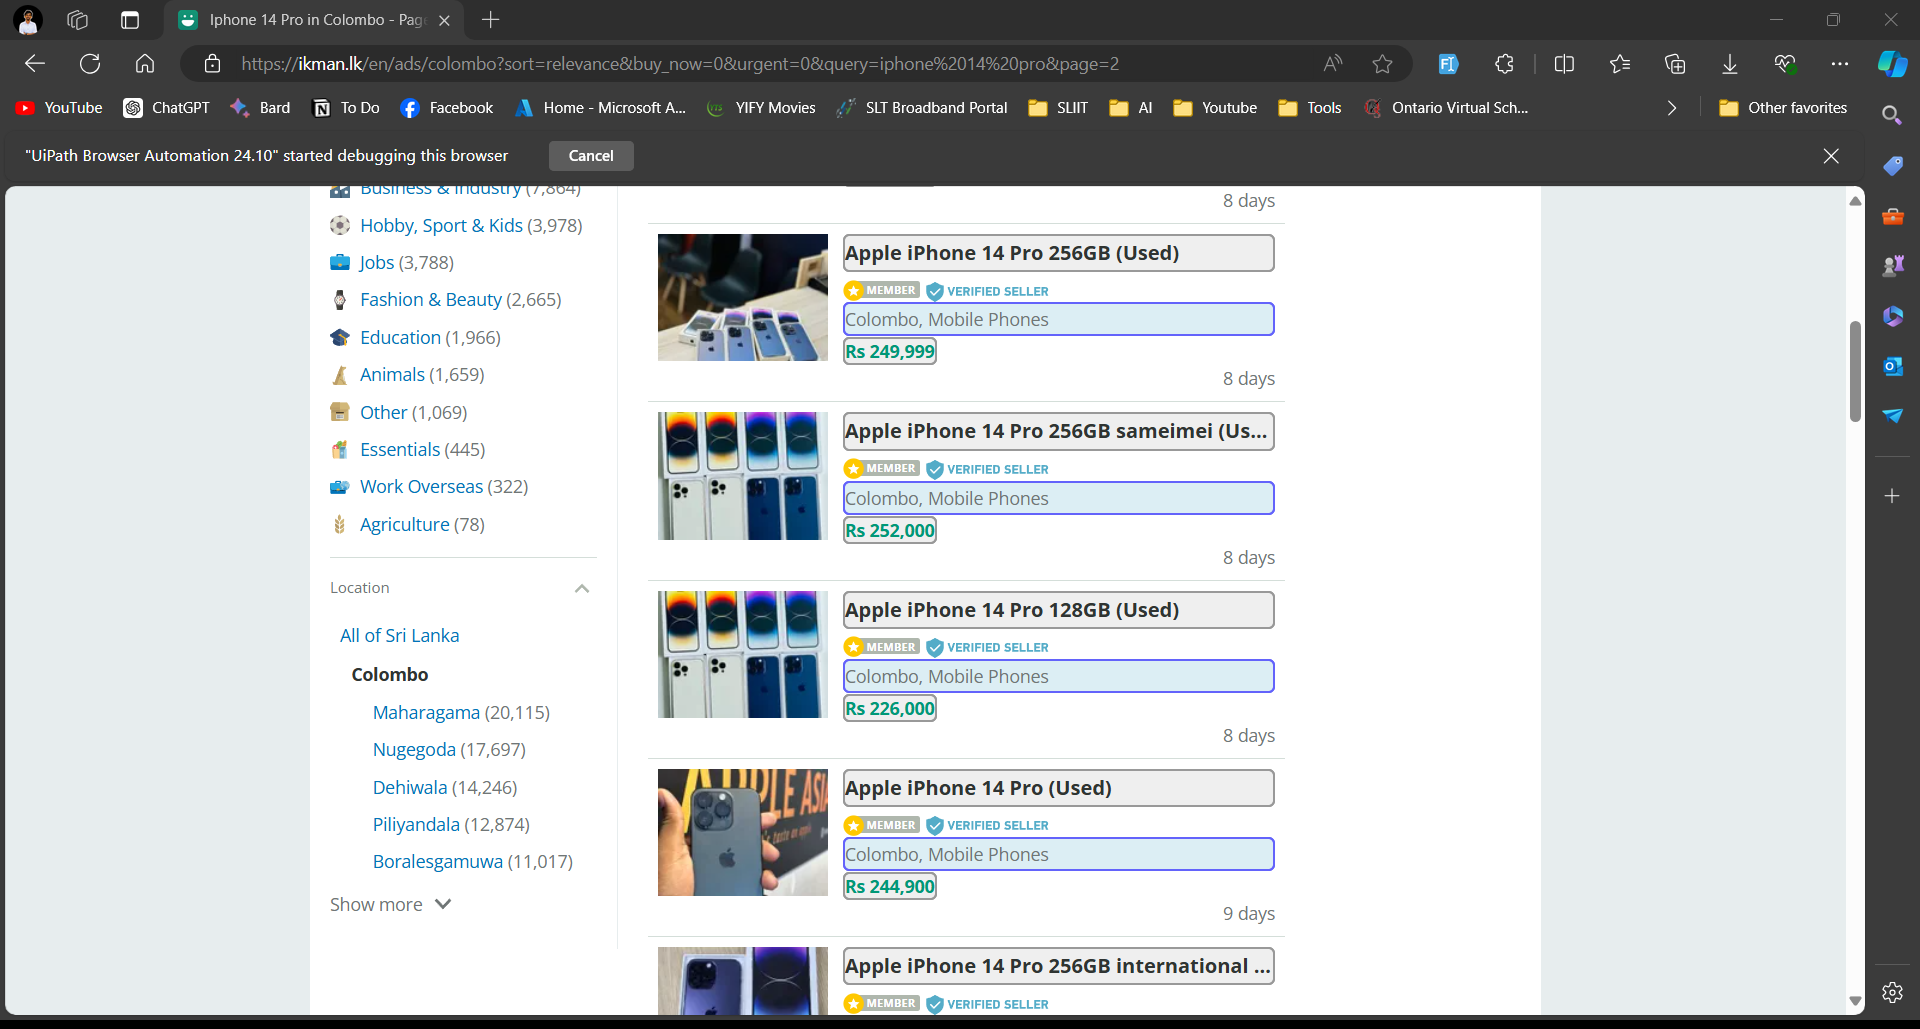 Iphone 14 Pro in Colombo - Pag
https://ikman.lk/en/ads/colombo?sort=relevance&buy_now=0&urgent=0&query=iphone%2014%20pro&page=2
YouTube
ChatGPT
Bard
To Do
Facebook
Home - Microsoft A...
YIFY Movies
SLT Broadband Portal
SLIIT
AI
Youtube
Tools
Ontario Virtual Sch...
Other favorites
"UiPath Browser Automation 24.10" started debugging this browser
Cancel
Business & Industry (7,864)
Hobby, Sport & Kids (3,978)
Jobs (3,788)
Fashion & Beauty (2,665)
Education (1,966)
Animals (1,659)
Other (1,069)
Essentials (445)
Work Overseas (322)
Agriculture (78)
Location
All of Sri Lanka
Colombo
Maharagama (20,115)
Nugegoda (17,697)
Dehiwala (14,246)
Piliyandala (12,874)
Boralesgamuwa (11,017)
Show more
8 days
Apple iPhone 14 Pro 256GB (Used)
MEMBER VERIFIED SELLER
Colombo, Mobile Phones
Rs 249,999
8 days
Apple iPhone 14 Pro 256GB sameimei (Us...
MEMBER VERIFIED SELLER
Colombo, Mobile Phones
Rs 252,000
8 days
Apple iPhone 14 Pro 128GB (Used)
MEMBER VERIFIED SELLER
Colombo, Mobile Phones
Rs 226,000
8 days
Apple iPhone 14 Pro (Used)
MEMBER VERIFIED SELLER
Colombo, Mobile Phones
Rs 244,900
9 days
Apple iPhone 14 Pro 256GB international ...
MEMBER VERIFIED SELLER